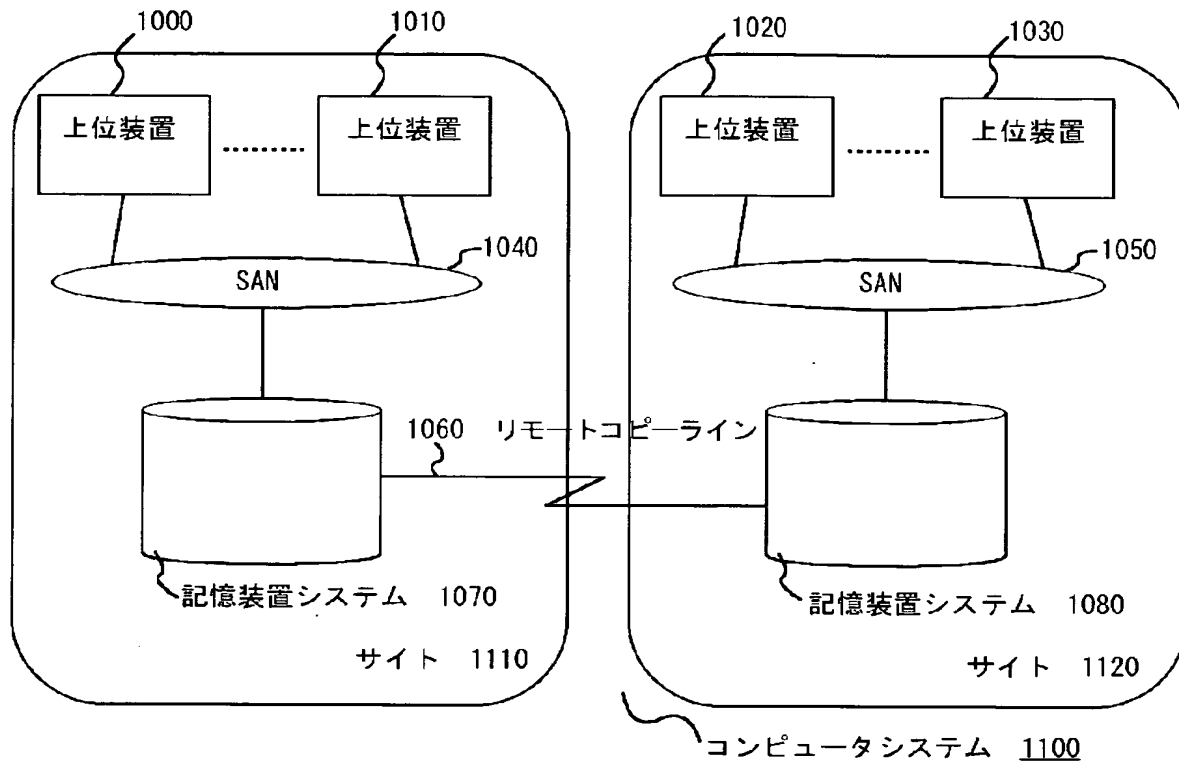 1000
1010
1020
1030
上位装置
上位装置
上位装置
上位装置
1040
1050
SAN
SAN
1060 リモートコピーライン
記憶装置システム 1070
記憶装置システム 1080
サイト 1110
サイト 1120
コンピュータシステム 1100